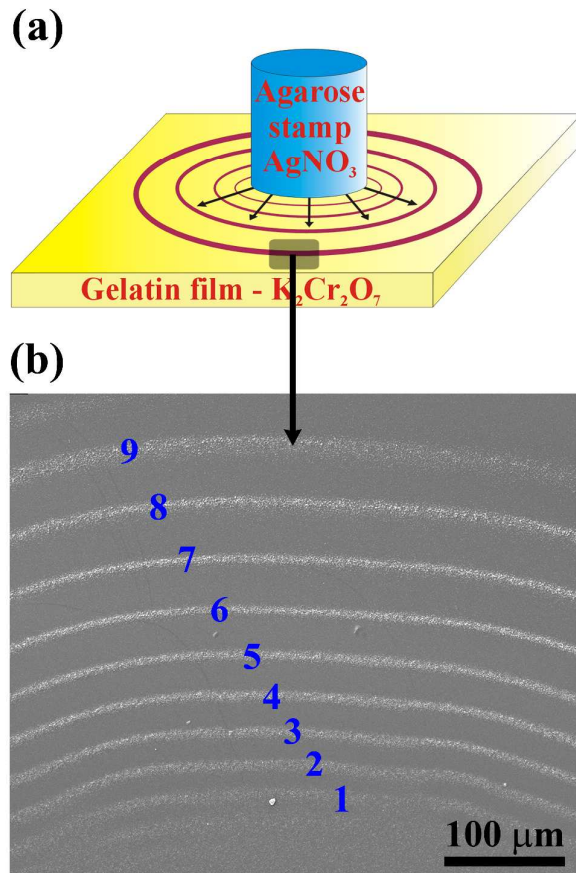 (a)
Agarose
stamp
AgNO₃
Gelatin film - K₂Cr₂O₇
(b)
9
8
7
6
5
4
3
2
1
100 μm